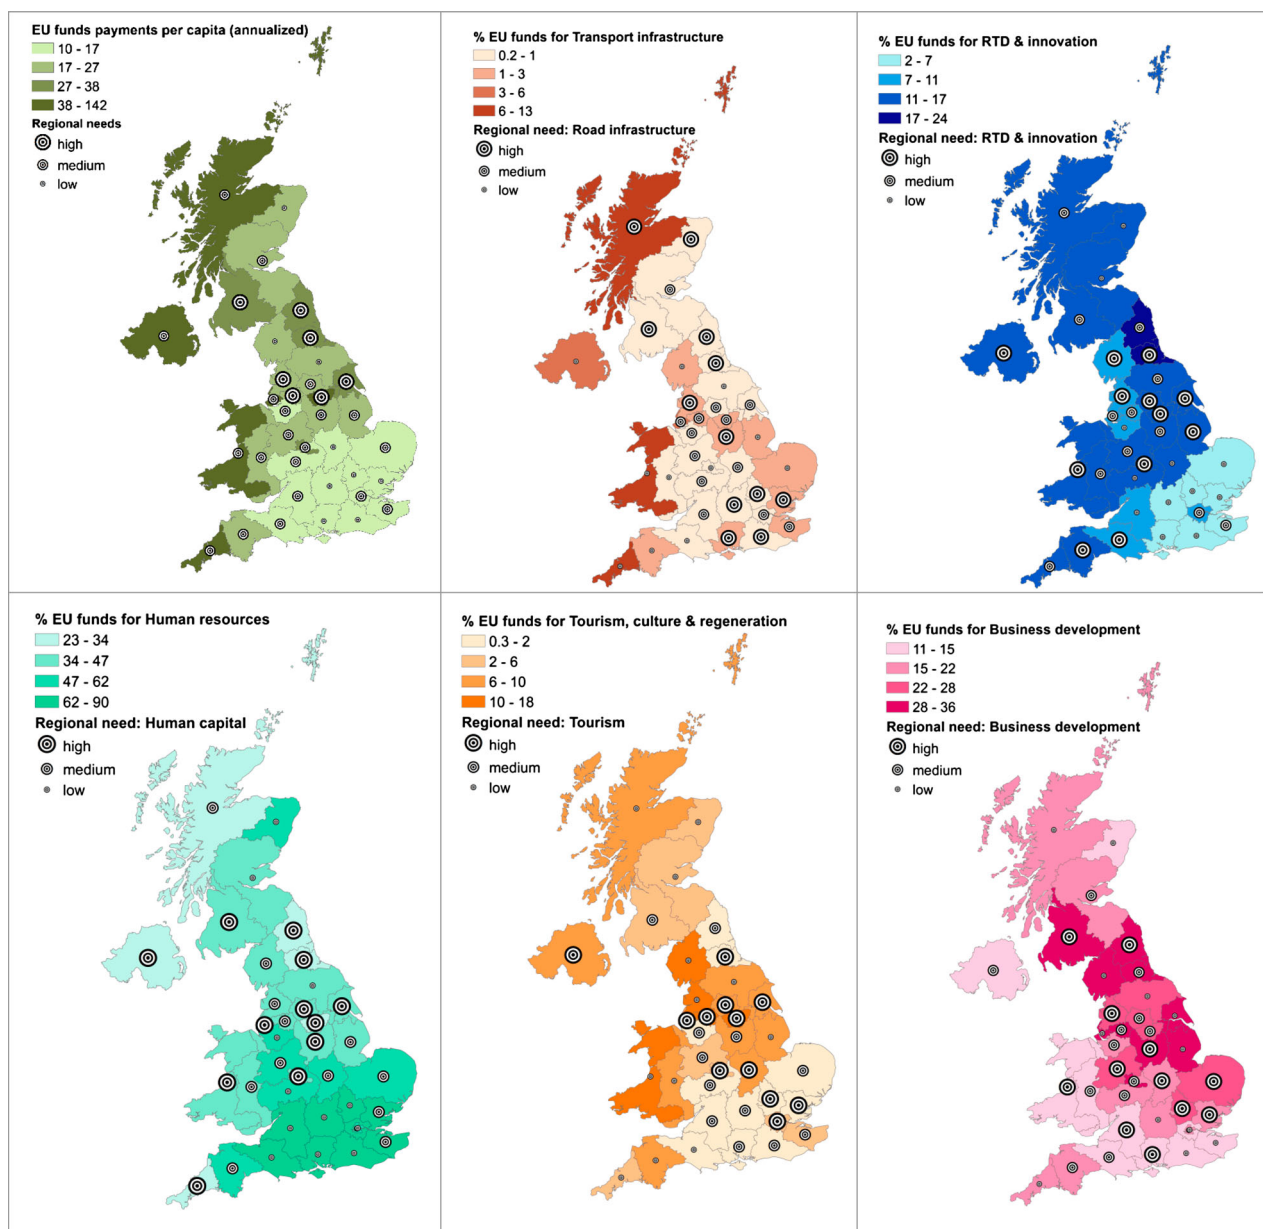 EU funds payments per capita (annualized)
10 - 17
17 - 27
27 - 38
38 - 142
Regional needs
high
medium
low
% EU funds for Transport infrastructure
0.2 - 1
1 - 3
3 - 6
6 - 13
Regional need: Road infrastructure
high
medium
low
% EU funds for RTD & innovation
2 - 7
7 - 11
11 - 17
17 - 24
Regional need: RTD & innovation
high
medium
low
% EU funds for Human resources
23 - 34
34 - 47
47 - 62
62 - 90
Regional need: Human capital
high
medium
low
% EU funds for Tourism, culture & regeneration
0.3 - 2
2 - 6
6 - 10
10 - 18
Regional need: Tourism
high
medium
low
% EU funds for Business development
11 - 15
15 - 22
22 - 28
28 - 36
Regional need: Business development
high
medium
low